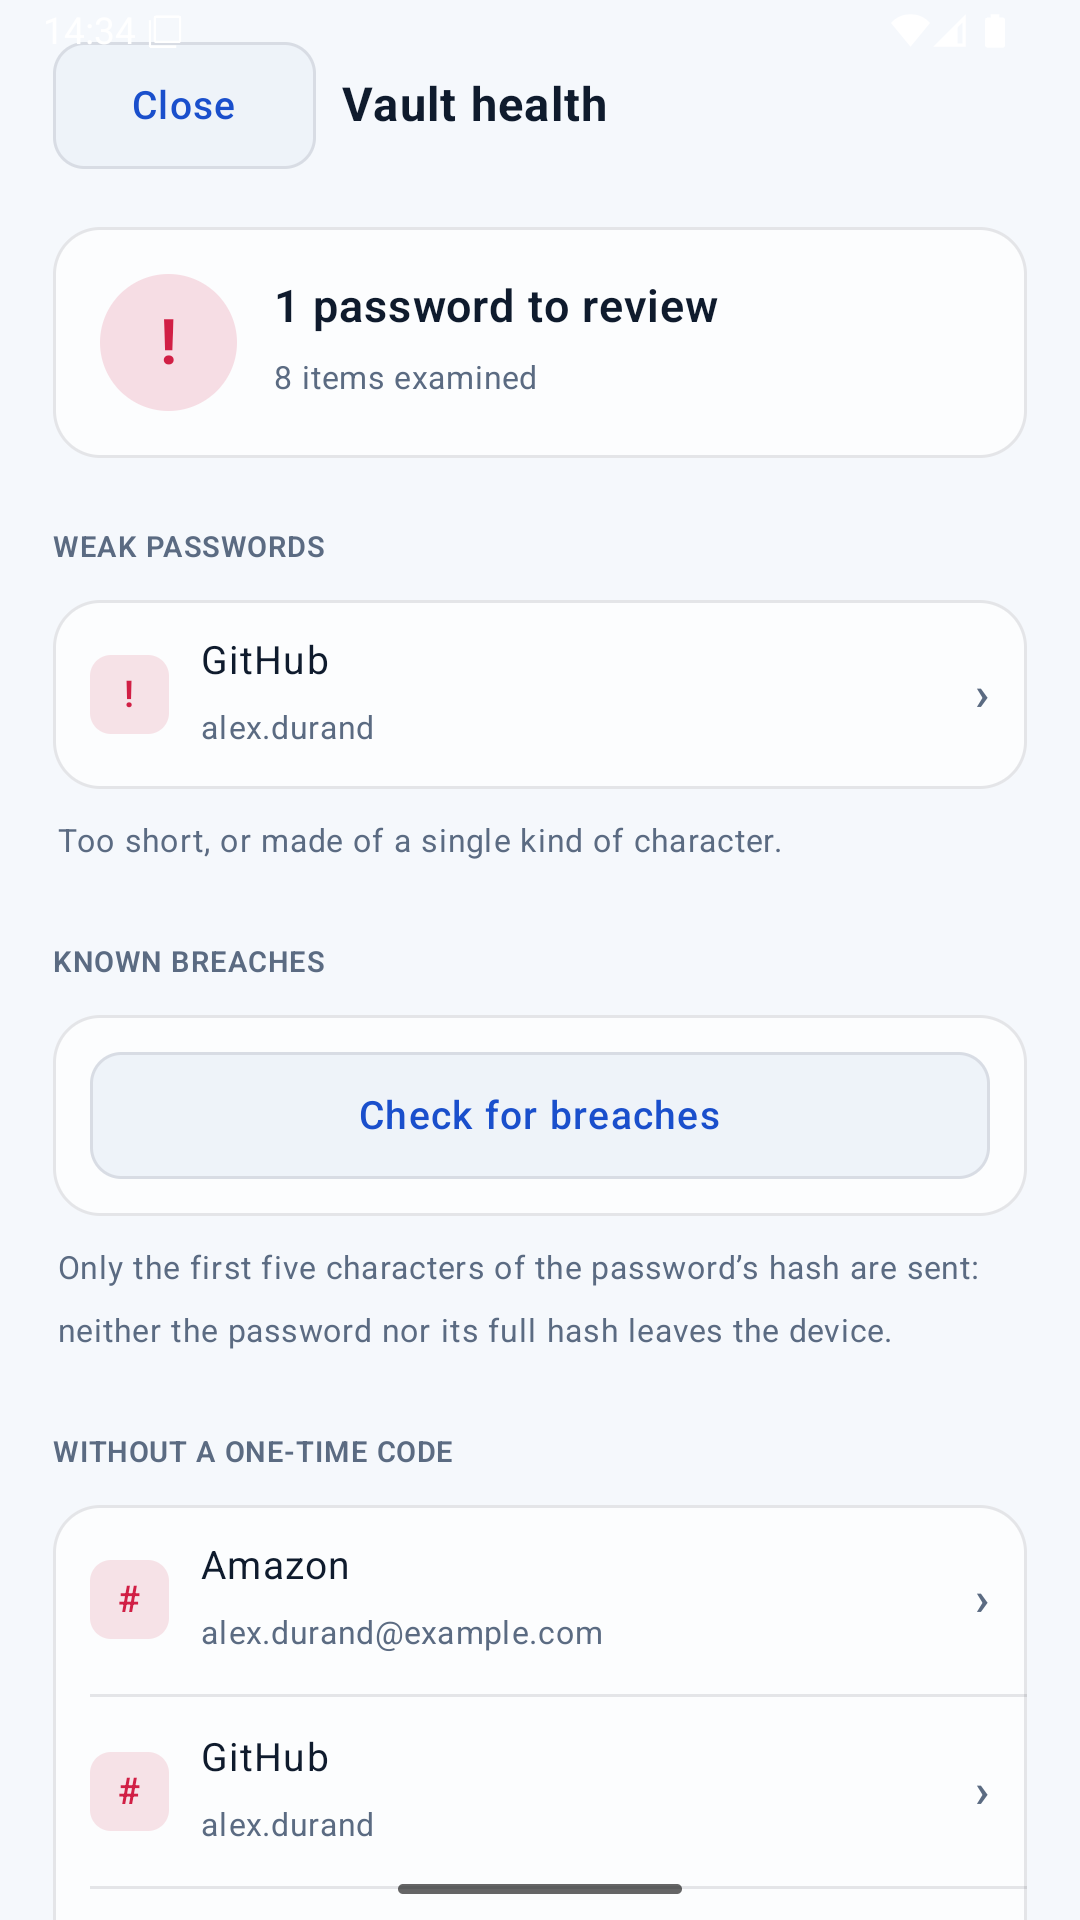 14:34
Close
Vault health
!
1 password to review
8 items examined
WEAK PASSWORDS
!
GitHub
alex.durand
›
Too short, or made of a single kind of character.
KNOWN BREACHES
Check for breaches
Only the first five characters of the password’s hash are sent:
neither the password nor its full hash leaves the device.
WITHOUT A ONE-TIME CODE
#
Amazon
alex.durand@example.com
›
#
GitHub
alex.durand
›